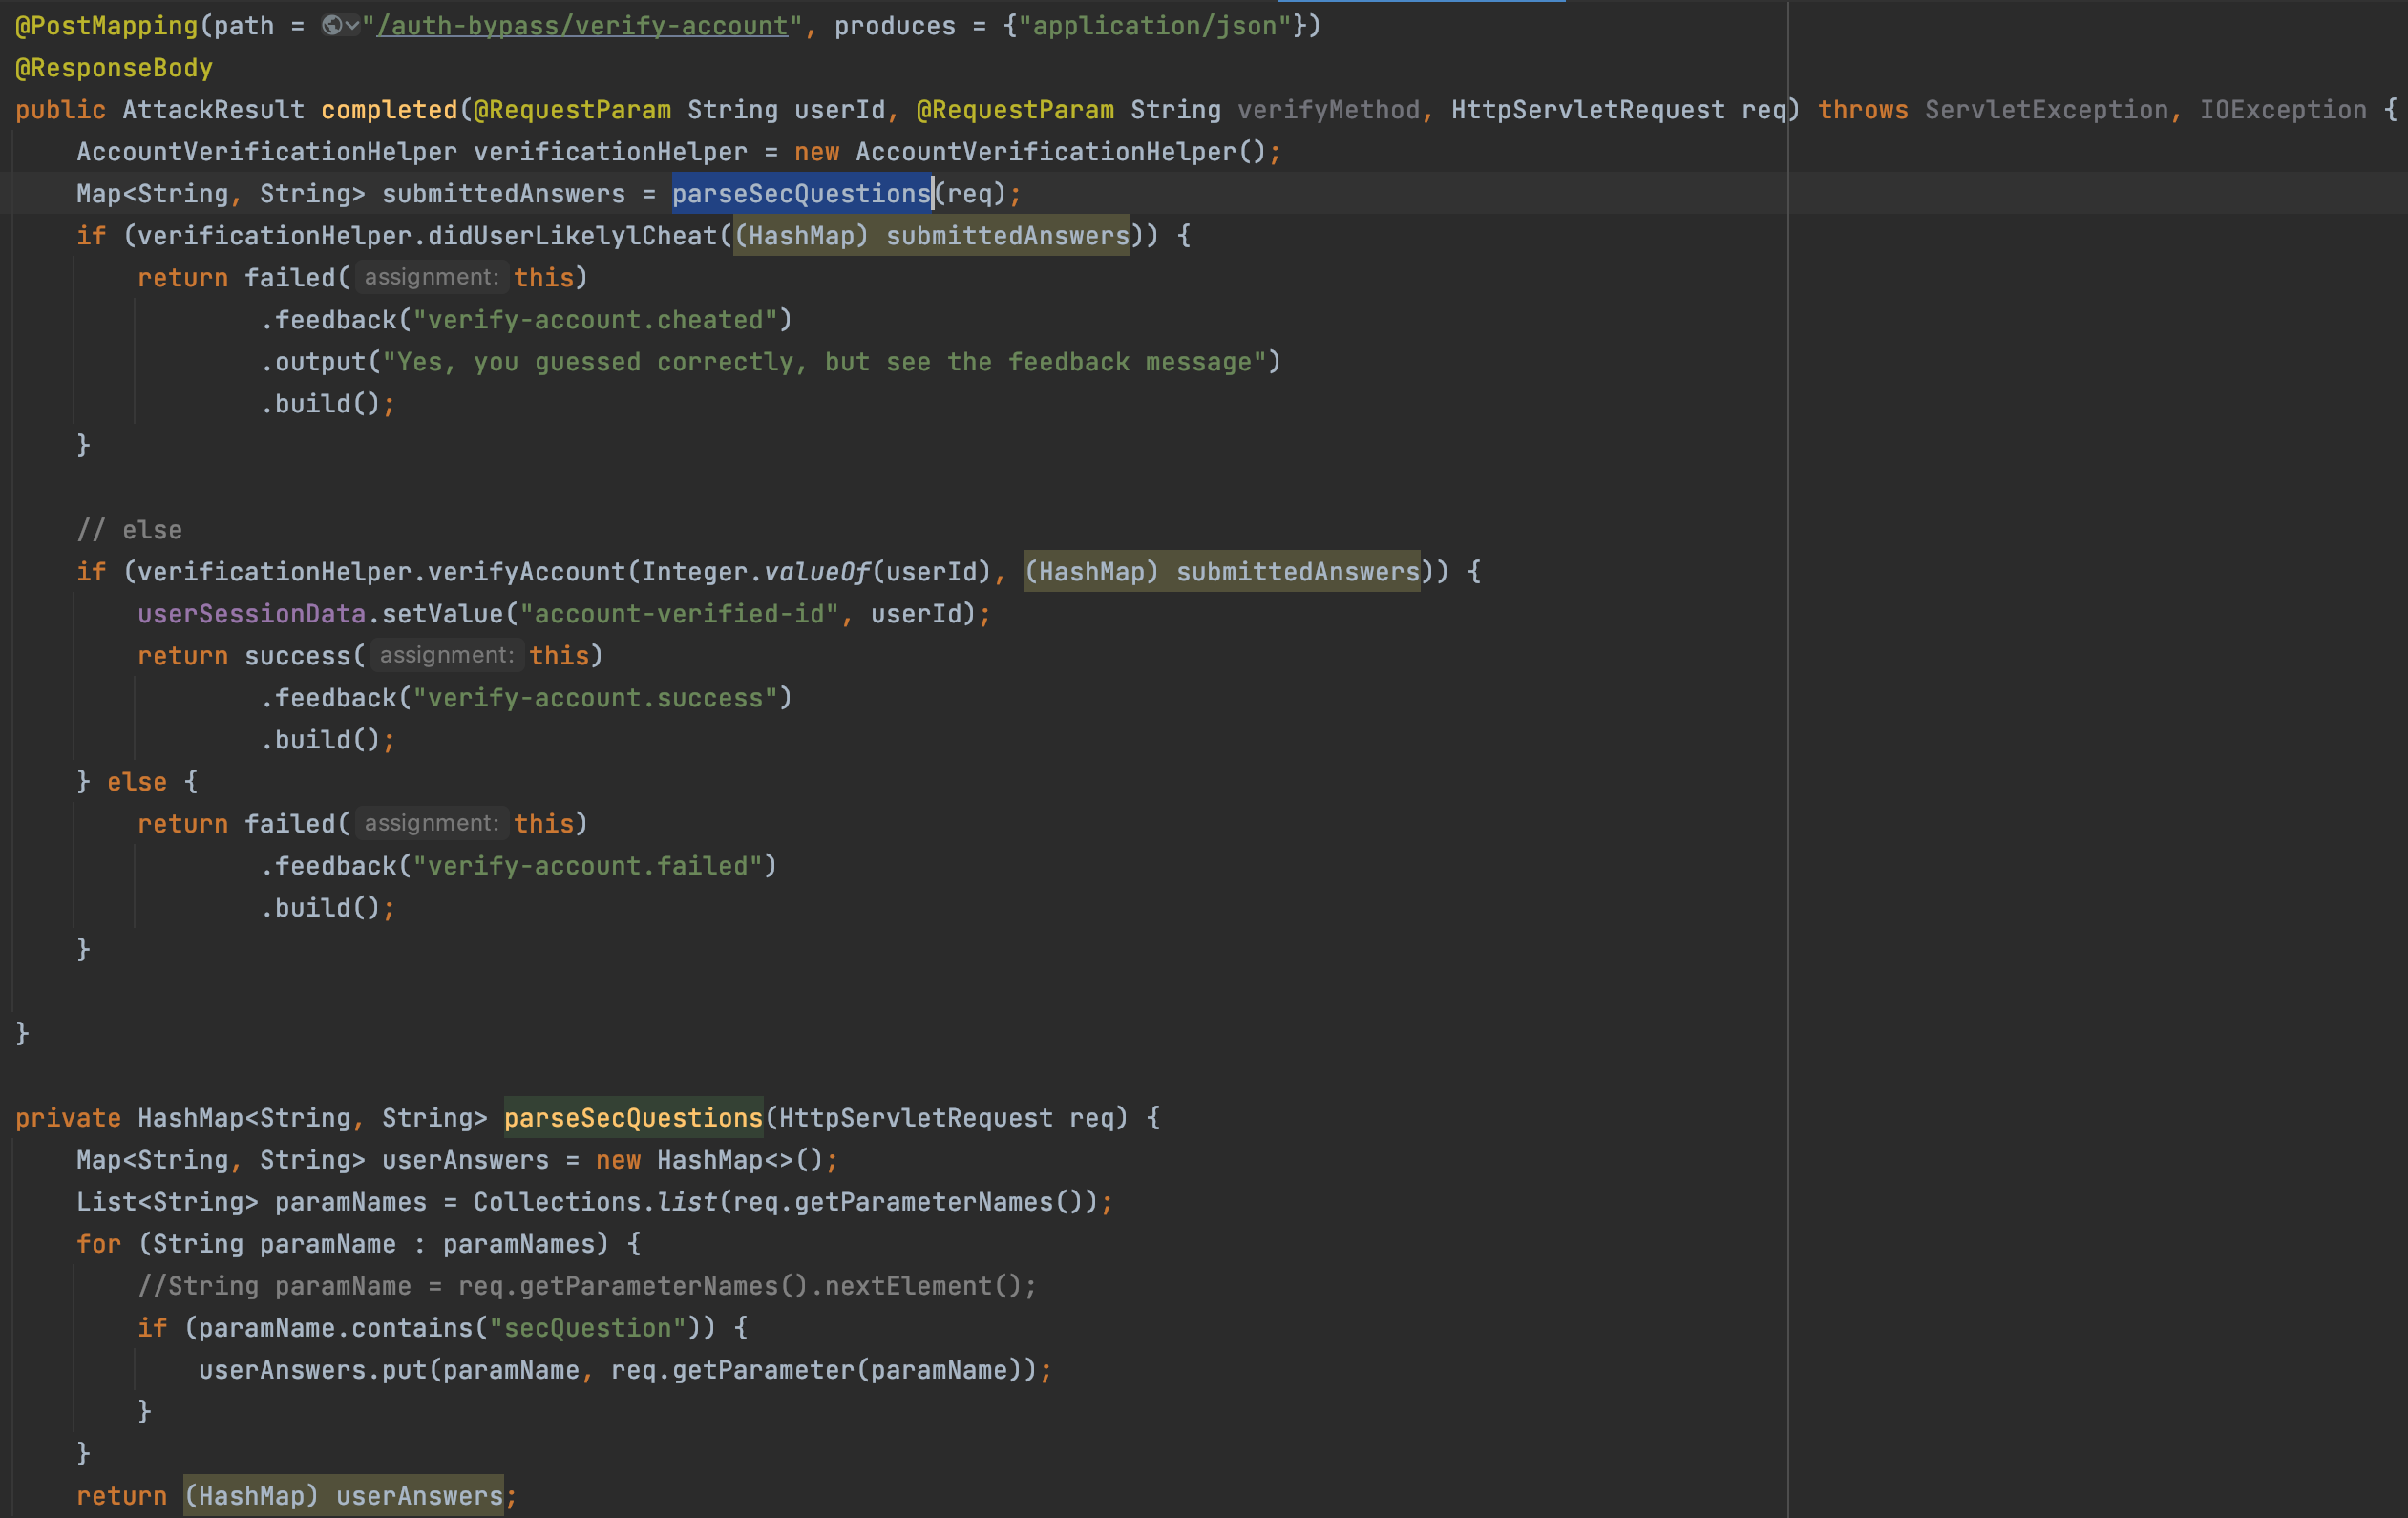 @PostMapping(path = "/auth-bypass/verify-account", produces = {"application/json"})
@ResponseBody
public AttackResult completed(@RequestParam String userId, @RequestParam String verifyMethod, HttpServletRequest req) throws ServletException, IOException {
    AccountVerificationHelper verificationHelper = new AccountVerificationHelper();
    Map<String, String> submittedAnswers = parseSecQuestions(req);
    if (verificationHelper.didUserLikelylCheat((HashMap) submittedAnswers)) {
        return failed( assignment: this)
                .feedback("verify-account.cheated")
                .output("Yes, you guessed correctly, but see the feedback message")
                .build();
    }
    // else
    if (verificationHelper.verifyAccount(Integer.valueOf(userId), (HashMap) submittedAnswers)) {
        userSessionData.setValue("account-verified-id", userId);
        return success( assignment: this)
                .feedback("verify-account.success")
                .build();
    } else {
        return failed( assignment: this)
                .feedback("verify-account.failed")
                .build();
    }
}
private HashMap<String, String> parseSecQuestions(HttpServletRequest req) {
    Map<String, String> userAnswers = new HashMap<>();
    List<String> paramNames = Collections.list(req.getParameterNames());
    for (String paramName : paramNames) {
        //String paramName = req.getParameterNames().nextElement();
        if (paramName.contains("secQuestion")) {
            userAnswers.put(paramName, req.getParameter(paramName));
        }
    }
    return (HashMap) userAnswers;